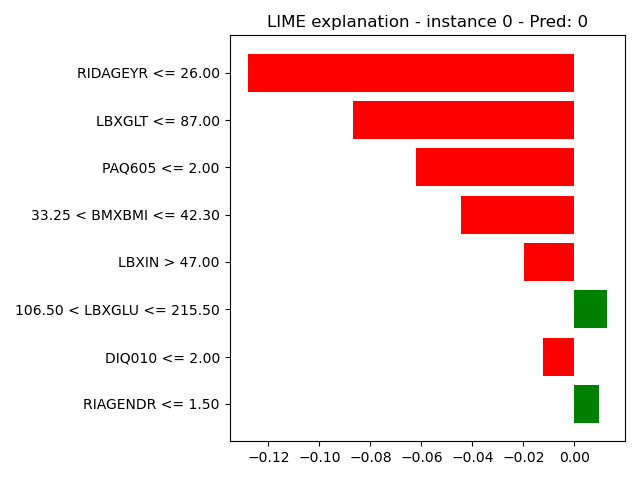 LIME explanation - instance 0 - Pred: 0
RIDAGEYR <= 26.00
LBXGLT <= 87.00
PAQ605 <= 2.00
33.25 < BMXBMI <= 42.30
LBXIN > 47.00
106.50 < LBXGLU <= 215.50
DIQ010 <= 2.00
RIAGENDR <= 1.50
−0.12 −0.10 −0.08 −0.06 −0.04 −0.02 0.00